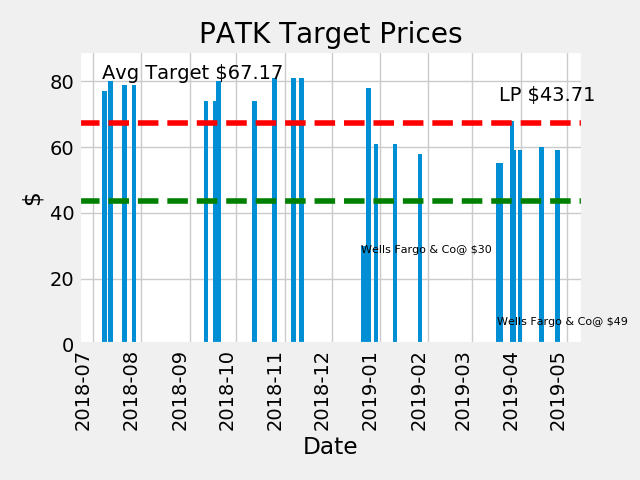 PATK Target Prices
Avg Target $67.17
LP $43.71
Wells Fargo & Co@ $30
Wells Fargo & Co@ $49
$
80
60
40
20
0
2018-07
2018-08
2018-09
2018-10
2018-11
2018-12
2019-01
2019-02
2019-03
2019-04
2019-05
Date